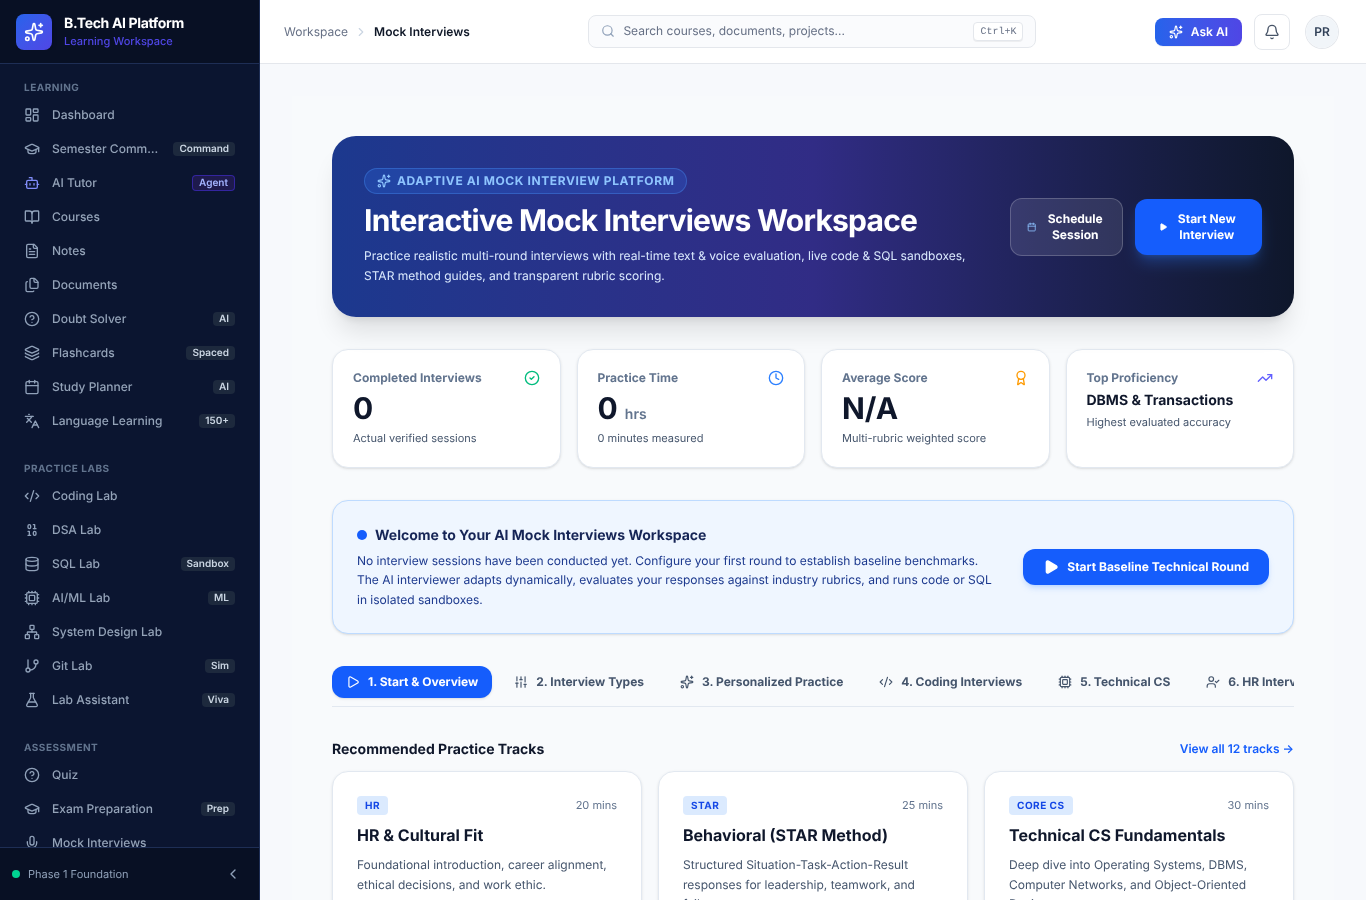 B.Tech AI Platform
Learning Workspace
LEARNING
Dashboard
Semester Comm... Command
AI Tutor Agent
Courses
Notes
Documents
Doubt Solver AI
Flashcards Spaced
Study Planner AI
Language Learning 150+
PRACTICE LABS
Coding Lab
DSA Lab
SQL Lab Sandbox
AI/ML Lab ML
System Design Lab
Git Lab Sim
Lab Assistant Viva
ASSESSMENT
Quiz
Exam Preparation Prep
Mock Interviews
Phase 1 Foundation
Workspace > Mock Interviews
Search courses, documents, projects... Ctrl+K
Ask AI
PR
ADAPTIVE AI MOCK INTERVIEW PLATFORM
Interactive Mock Interviews Workspace
Practice realistic multi-round interviews with real-time text & voice evaluation, live code & SQL sandboxes,
STAR method guides, and transparent rubric scoring.
Schedule
Session
Start New
Interview
Completed Interviews
0
Actual verified sessions
Practice Time
0 hrs
0 minutes measured
Average Score
N/A
Multi-rubric weighted score
Top Proficiency
DBMS & Transactions
Highest evaluated accuracy
Welcome to Your AI Mock Interviews Workspace
No interview sessions have been conducted yet. Configure your first round to establish baseline benchmarks.
The AI interviewer adapts dynamically, evaluates your responses against industry rubrics, and runs code or SQL
in isolated sandboxes.
Start Baseline Technical Round
1. Start & Overview
2. Interview Types
3. Personalized Practice
4. Coding Interviews
5. Technical CS
6. HR Interv
Recommended Practice Tracks
View all 12 tracks →
HR 20 mins
HR & Cultural Fit
Foundational introduction, career alignment,
ethical decisions, and work ethic.
STAR 25 mins
Behavioral (STAR Method)
Structured Situation-Task-Action-Result
responses for leadership, teamwork, and
CORE CS 30 mins
Technical CS Fundamentals
Deep dive into Operating Systems, DBMS,
Computer Networks, and Object-Oriented